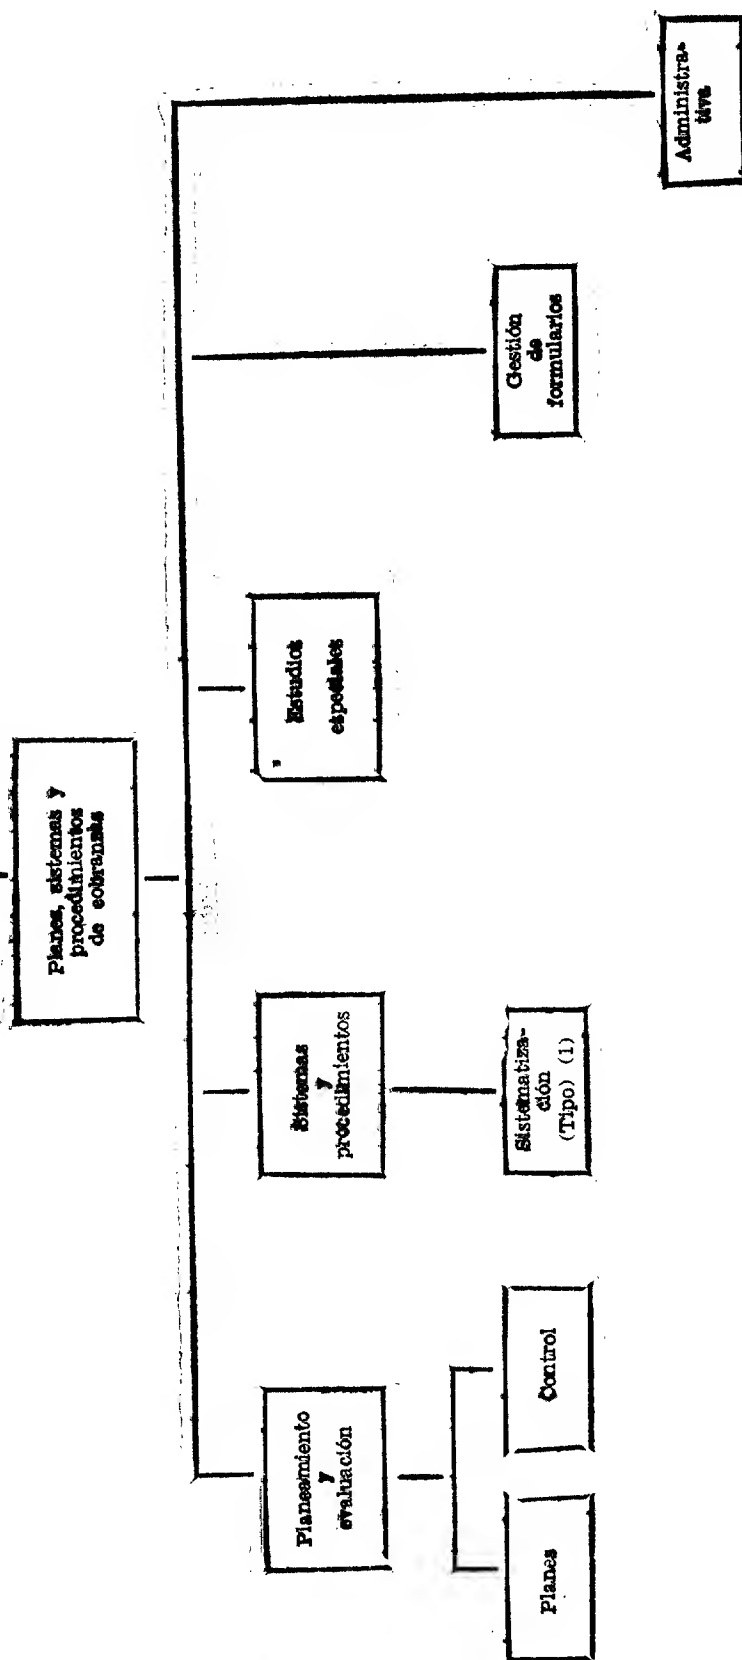 Planes, sistemas y
procedimientos
de cobranzas
Planeamiento
y
evaluación
Sistemas
y
procedimientos
Estudios
especiales
Gestión
de
formularios
Administra-
tiva
Planes
Control
Sistematiza-
ción
(Tipo) (1)